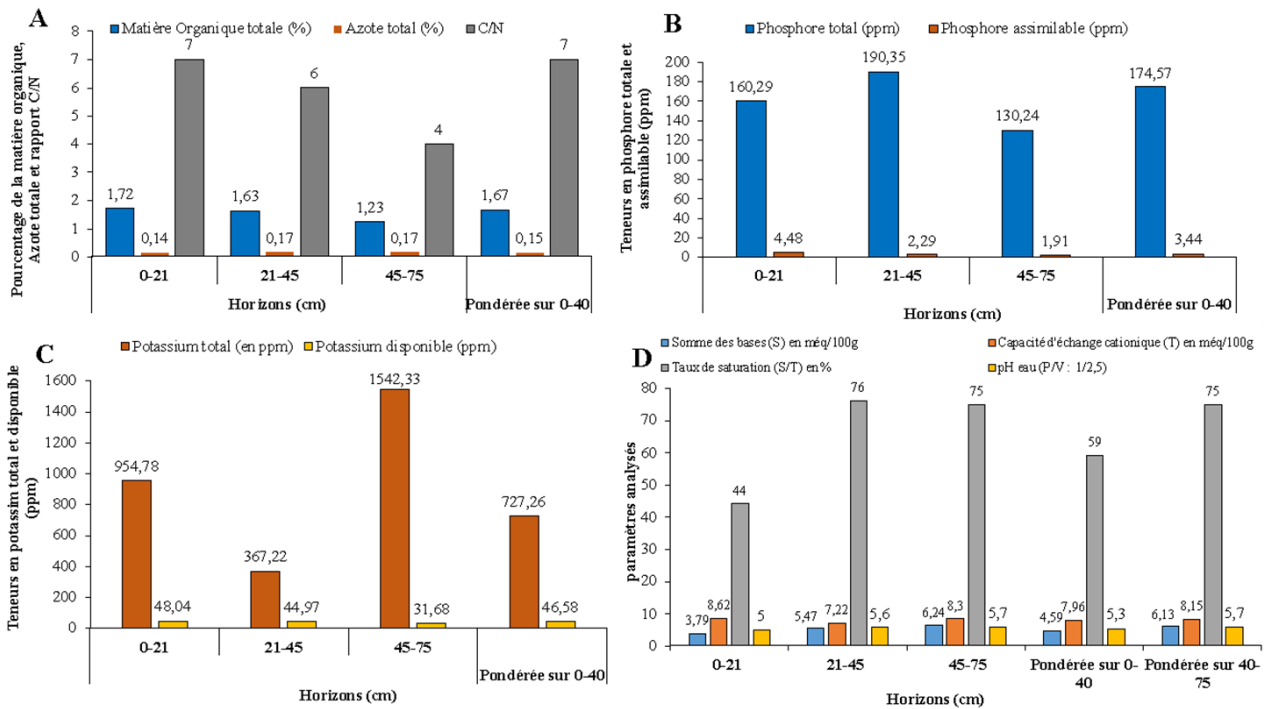 A
Matière Organique totale (%) Azote total (%) C/N
Pourcentage de la matière organique,
Azote totale et rapport C/N
8
7
6
5
4
3
2
1
0
1,72 0,14 7
1,63 0,17 6
1,23 0,17 4
1,67 0,15 7
0-21 21-45 45-75
Horizons (cm) Pondérée sur 0-40
B
Phosphore total (ppm) Phosphore assimilable (ppm)
Teneurs en phosphore totale et
assimilable (ppm)
200
180
160
140
120
100
80
60
40
20
0
160,29 4,48
190,35 2,29
130,24 1,91
174,57 3,44
0-21 21-45 45-75
Horizons (cm) Pondérée sur 0-40
C
Potassium total (en ppm) Potassium disponible (ppm)
Teneurs en potassim total et disponible
(ppm)
1600
1400
1200
1000
800
600
400
200
0
954,78 48,04
367,22 44,97
1542,33 31,68
727,26 46,58
0-21 21-45 45-75
Pondérée sur 0-40
Horizons (cm)
D
Somme des bases (S) en méq/100g Capacité d'échange cationique (T) en méq/100g
Taux de saturation (S/T) en % pH eau (P/V : 1/2,5)
paramètres analysés
80
70
60
50
40
30
20
10
0
3,79 8,62 44 5
5,47 7,22 76 5,6
6,24 8,3 75 5,7
4,59 7,96 59 5,3
6,13 8,15 75 5,7
0-21 21-45 45-75 Pondérée sur 0- Pondérée sur 40-
40 75
Horizons (cm)